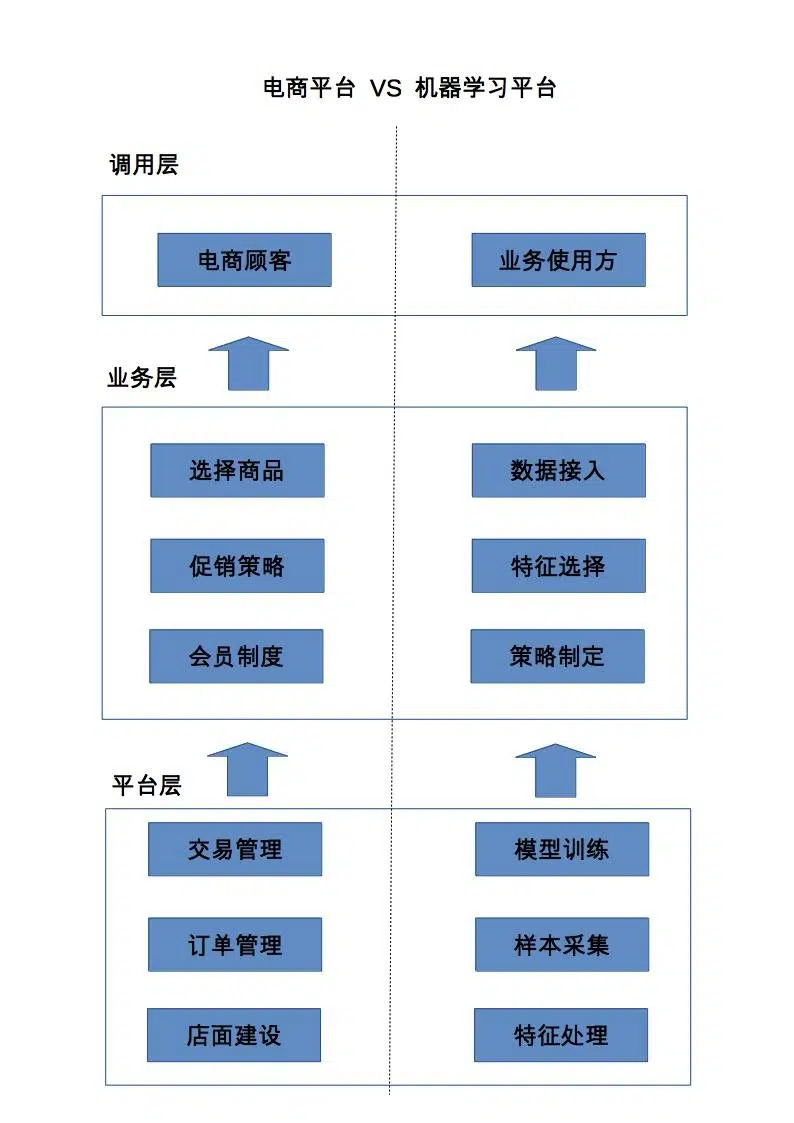 电商平台 VS 机器学习平台
调用层
电商顾客
业务使用方
业务层
选择商品
数据接入
促销策略
特征选择
会员制度
策略制定
平台层
交易管理
模型训练
订单管理
样本采集
店面建设
特征处理